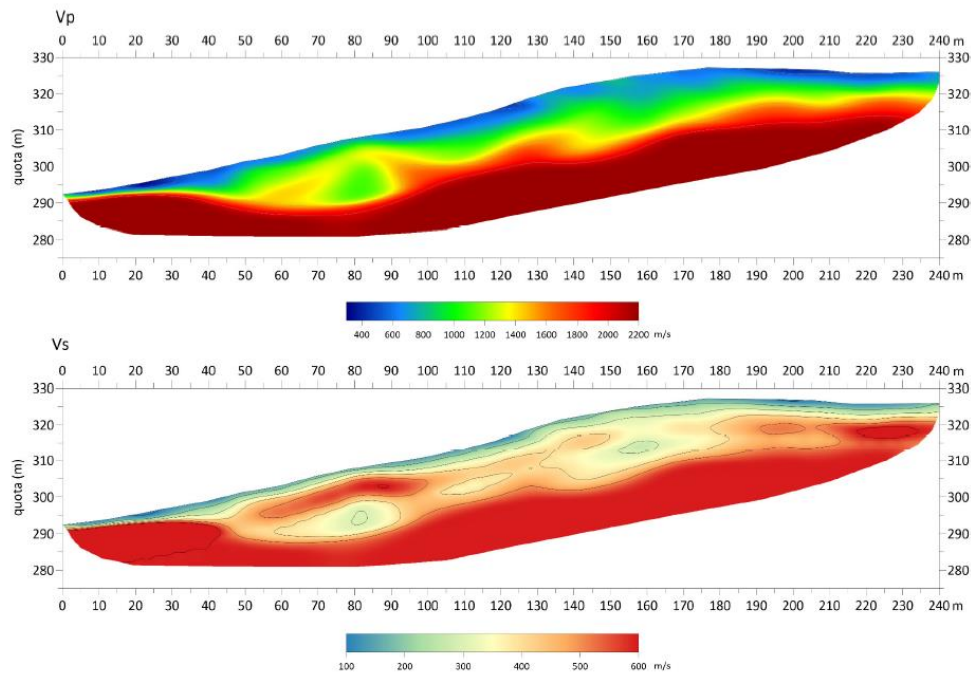 Vp
0 10 20 30 40 50 60 70 80 90 100 110 120 130 140 150 160 170 180 190 200 210 220 230 240 m
330 330
320 320
310 310
300 300
290 290
280 280
quota (m)
0 10 20 30 40 50 60 70 80 90 100 110 120 130 140 150 160 170 180 190 200 210 220 230 240 m
400 600 800 1000 1200 1400 1600 1800 2000 2200 m/s
Vs
0 10 20 30 40 50 60 70 80 90 100 110 120 130 140 150 160 170 180 190 200 210 220 230 240 m
330 330
320 320
310 310
300 300
290 290
280 280
quota (m)
0 10 20 30 40 50 60 70 80 90 100 110 120 130 140 150 160 170 180 190 200 210 220 230 240 m
100 200 300 400 500 600 m/s